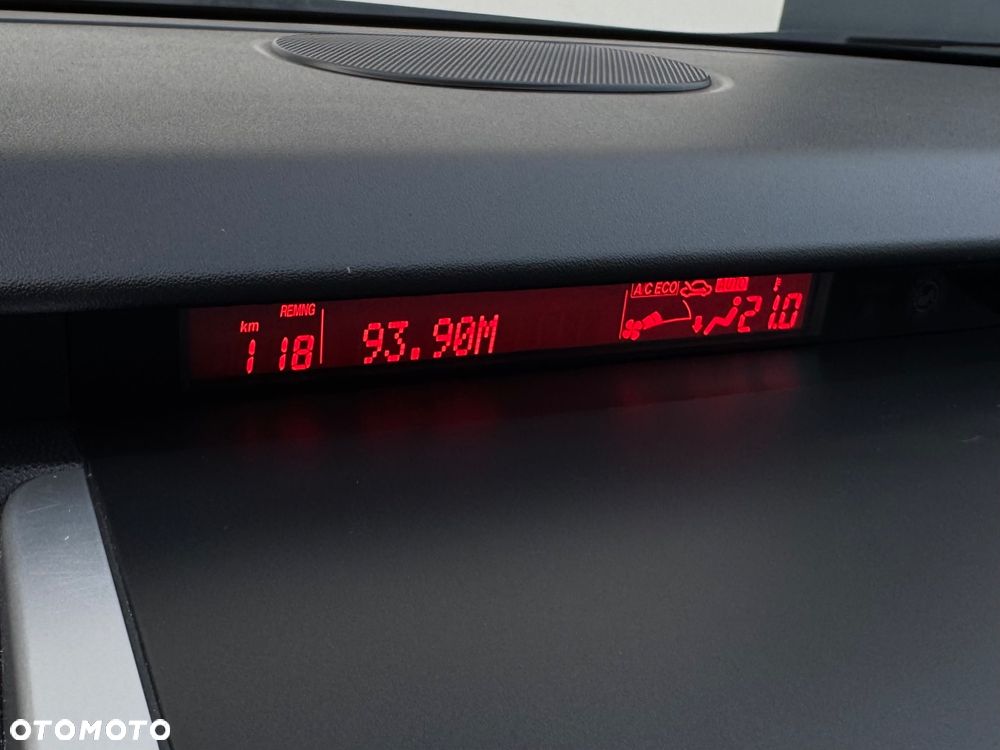 km REMNG
118
93.90M
A/C ECO AUTO
21.0
OTOMOTO